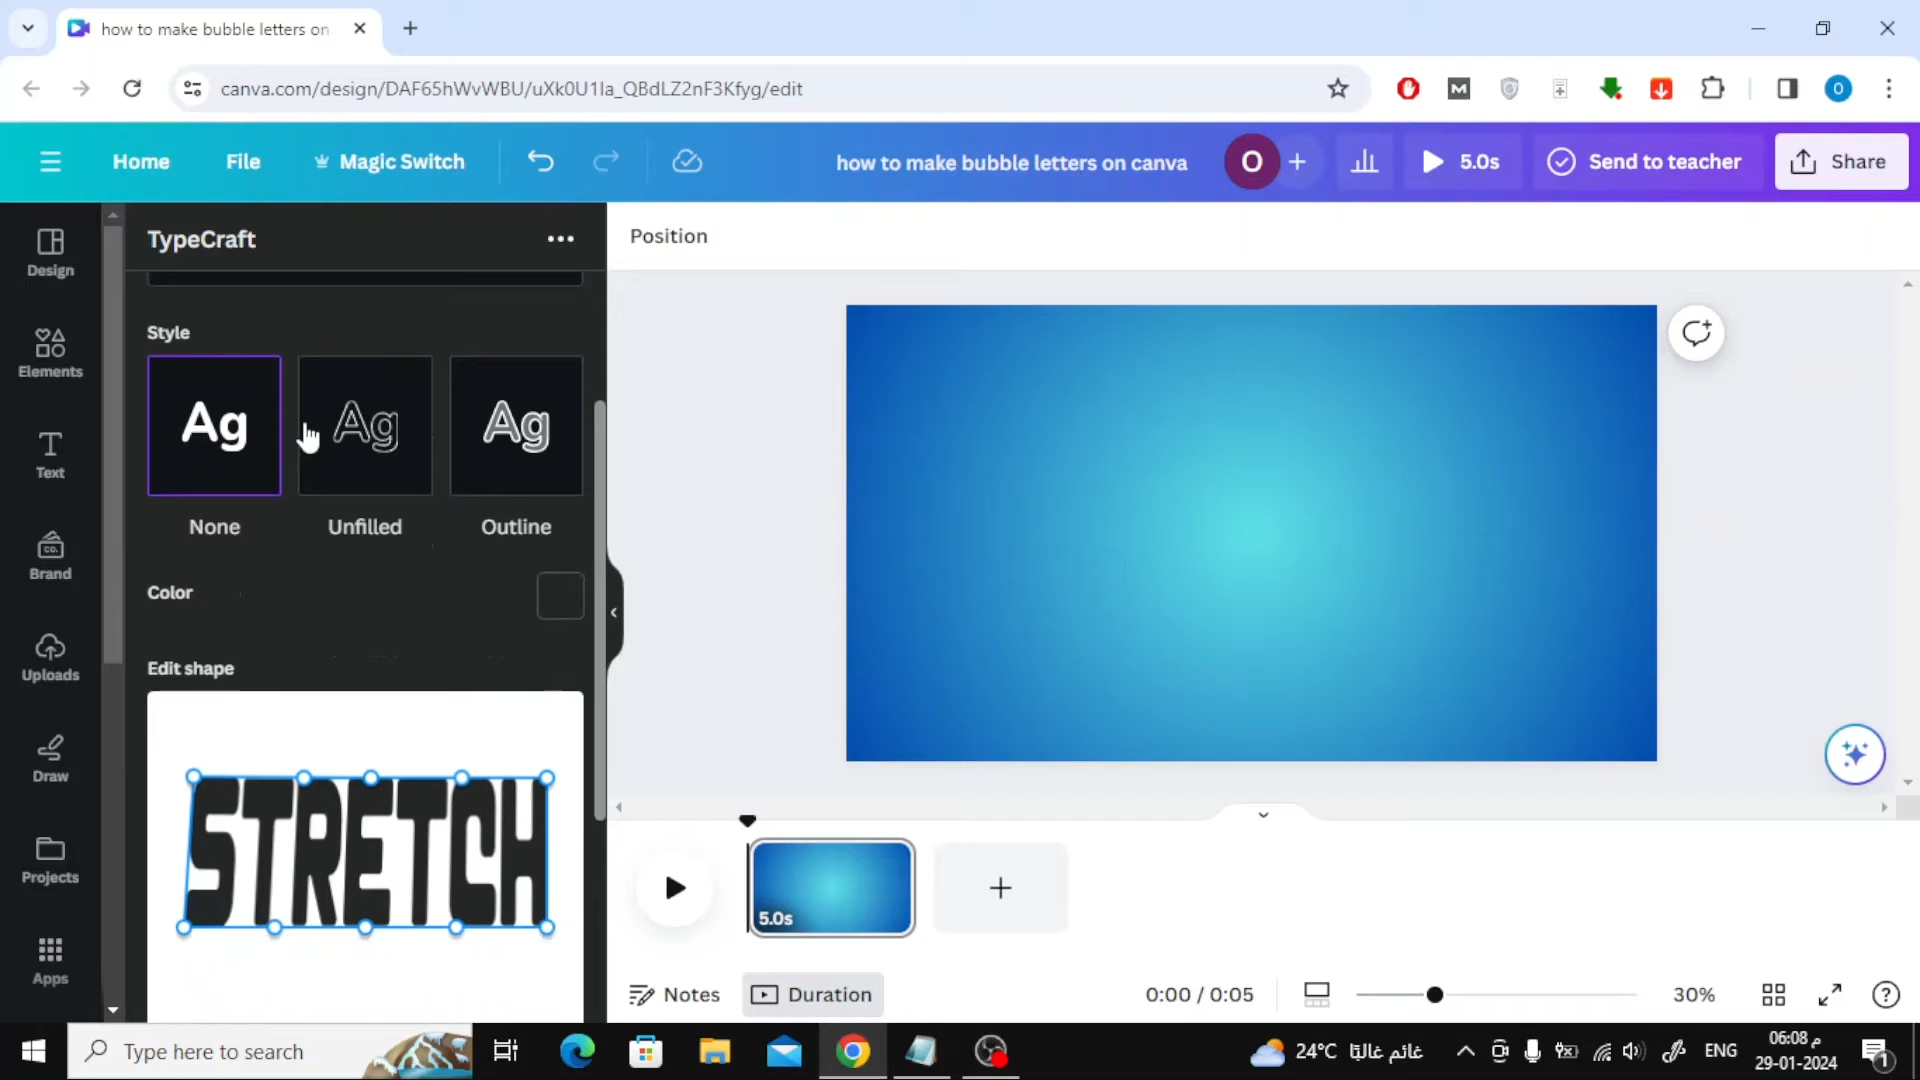 how to make bubble letters on
canva.com/design/DAF65hWvWBU/uXk0U1la_QBdLZ2nF3Kfyg/edit
O
Home
File
Magic Switch
how to make bubble letters on canva
O
5.0s
Send to teacher
Share
Design
Elements
Text
Brand
CO.
Uploads
Draw
Projects
Apps
TypeCraft
Style
Ag
Ag
Ag
None
Unfilled
Outline
Color
Edit shape
STRETCH
Position
5.0s
Notes
Duration
0:00 / 0:05
30%
Type here to search
24°C
غائم غالبًا
ENG
06:08 م
29-01-2024
1